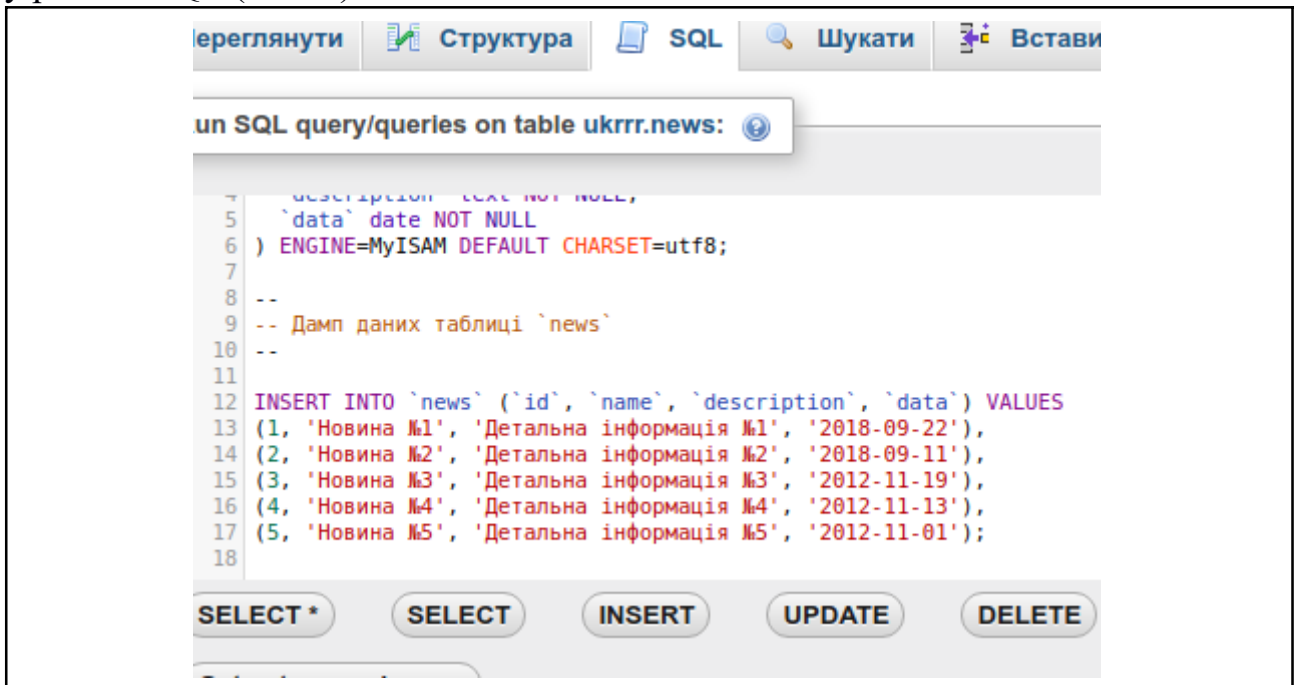 Структура SQL Шукати
SQL query/queries on table ukrrr.news:
4 `description` text NOT NULL,
5 `data` date NOT NULL
6 ) ENGINE=MyISAM DEFAULT CHARSET=utf8;
7
8 --
9 -- Дамп даних таблиці `news`
10 --
11
12 INSERT INTO `news` (`id`, `name`, `description`, `data`) VALUES
13 (1, 'Новина №1', 'Детальна інформація №1', '2018-09-22'),
14 (2, 'Новина №2', 'Детальна інформація №2', '2018-09-11'),
15 (3, 'Новина №3', 'Детальна інформація №3', '2012-11-19'),
16 (4, 'Новина №4', 'Детальна інформація №4', '2012-11-13'),
17 (5, 'Новина №5', 'Детальна інформація №5', '2012-11-01');
18
SELECT * SELECT INSERT UPDATE DELETE